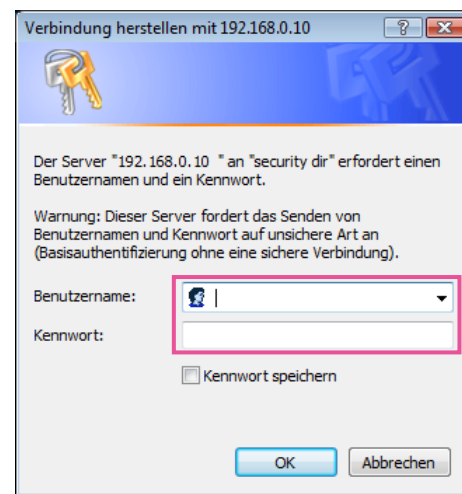 Verbindung herstellen mit 192.168.0.10
Der Server "192.168.0.10 " an "security dir" erfordert einen
Benutzernamen und ein Kennwort.
Warnung: Dieser Server fordert das Senden von
Benutzernamen und Kennwort auf unsichere Art an
(Basisauthentifizierung ohne eine sichere Verbindung).
Benutzername:
Kennwort:
Kennwort speichern
OK Abbrechen